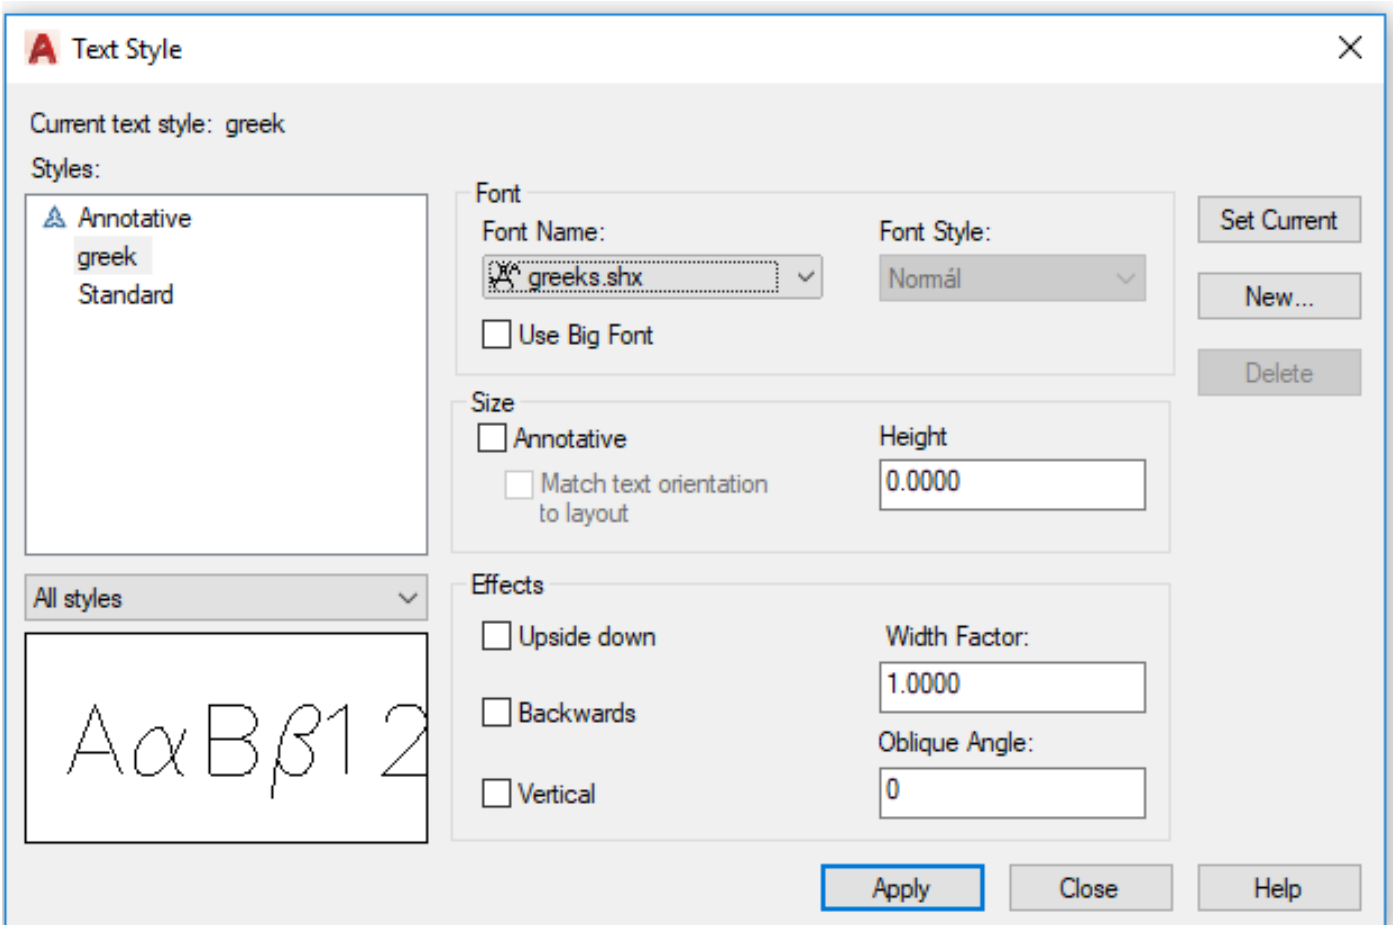 Text Style
Current text style: greek
Styles:
Annotative
greek
Standard
All styles
AαBβ12
Font
Font Name:
greeks.shx
Use Big Font
Font Style:
Normál
Size
Annotative
Match text orientation
to layout
Height
0.0000
Effects
Upside down
Backwards
Vertical
Width Factor:
1.0000
Oblique Angle:
0
Set Current
New...
Delete
Apply
Close
Help